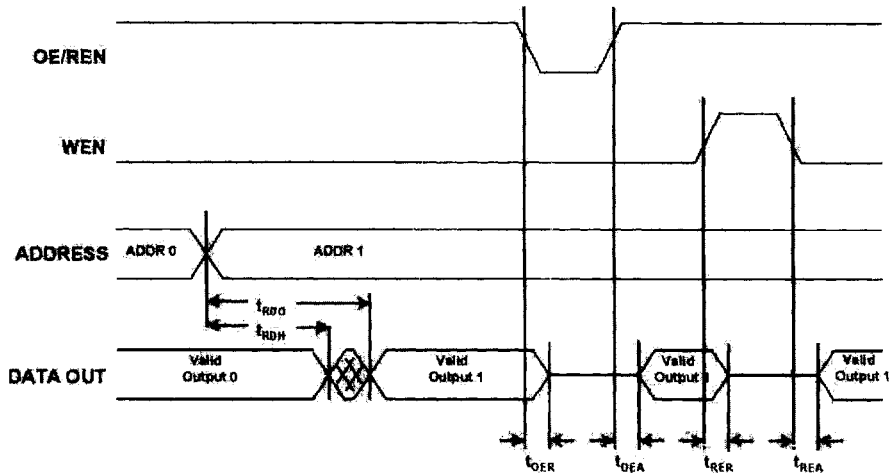 OE/REN
WEN
ADDRESS
ADDR 0
ADDR 1
tRDO
tRDH
DATA OUT
Valid
Output 0
Valid
Output 1
Valid
Output
Valid
Output 1
tOER
tOEA
tRER
tREA